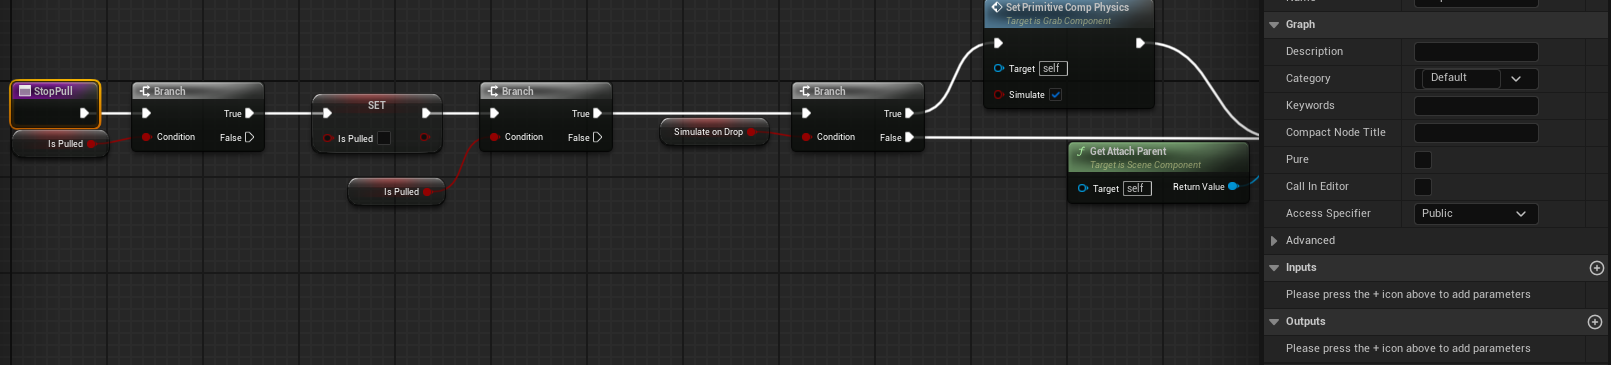 Set Primitive Comp Physics
Target is Grab Component
Target self
Simulate
StopPull
Is Pulled
Branch
True
Condition
False
SET
Is Pulled
Is Pulled
Branch
True
Condition
False
Simulate on Drop
Branch
True
Condition
False
Get Attach Parent
Target is Scene Component
Target self Return Value
Graph
Description
Category Default
Keywords
Compact Node Title
Pure
Call In Editor
Access Specifier Public
Advanced
Inputs
Please press the + icon above to add parameters
Outputs
Please press the + icon above to add parameters